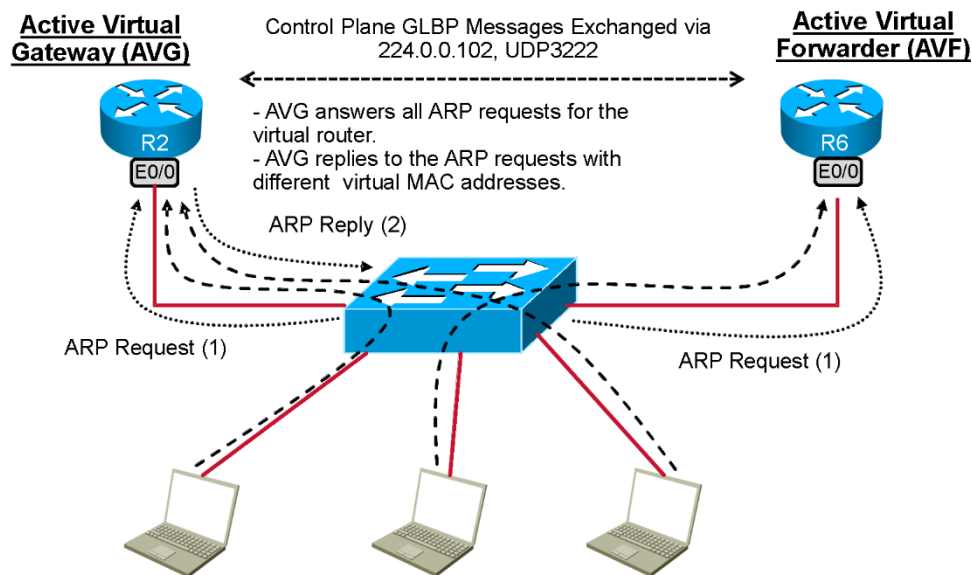 Active Virtual
Gateway (AVG)
Control Plane GLBP Messages Exchanged via
224.0.0.102, UDP3222
Active Virtual
Forwarder (AVF)
- AVG answers all ARP requests for the
virtual router.
- AVG replies to the ARP requests with
different virtual MAC addresses.
R2
E0/0
R6
E0/0
ARP Reply (2)
ARP Request (1)
ARP Request (1)